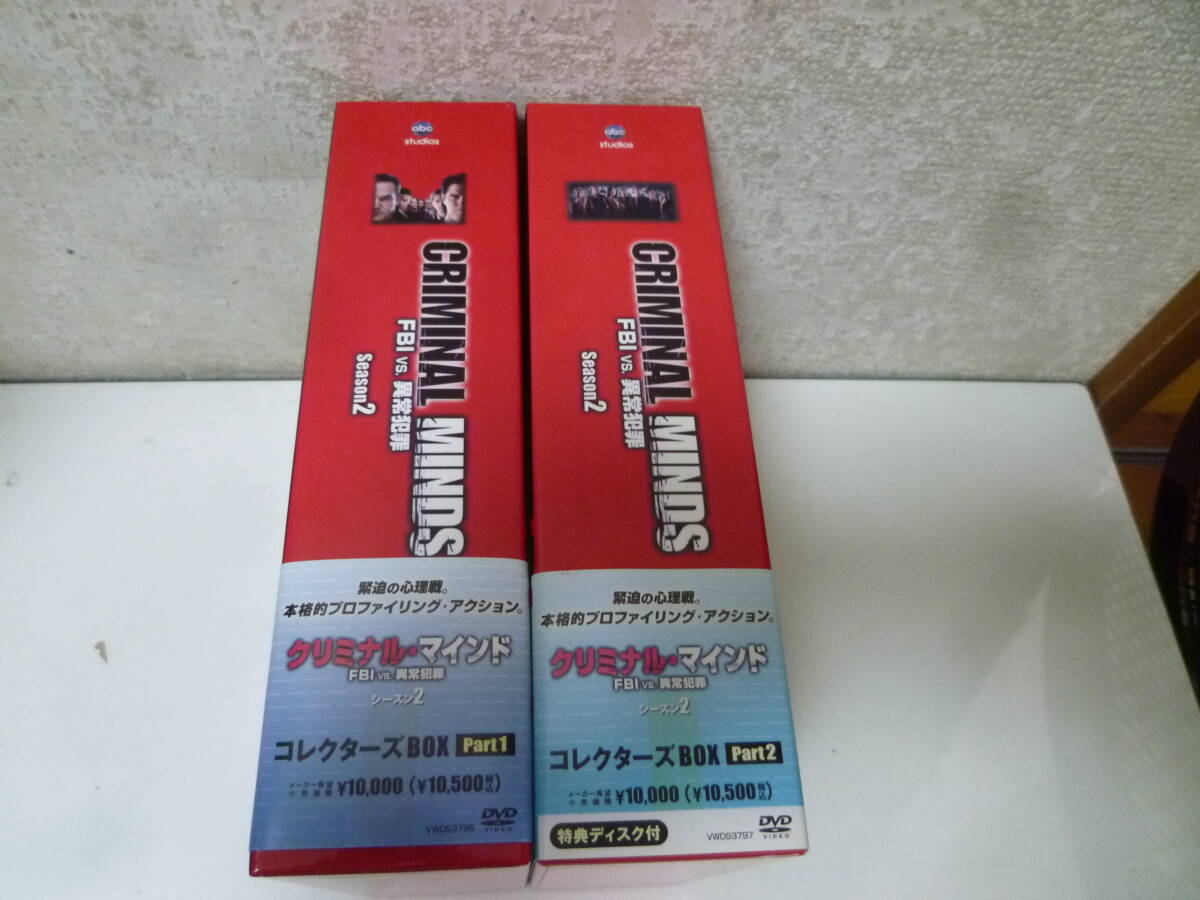 abc
studios
CRIMINAL MINDS
FBI vs. 異常犯罪
Season2
緊迫の心理戦。
本格的プロファイリング・アクション。
クリミナル・マインド
FBI vs. 異常犯罪
シーズン2
コレクターズBOX Part1
メーカー希望小売価格 ¥10,000 (¥10,500税込)
DVD
VIDEO
VWDS3795
abc
studios
CRIMINAL MINDS
FBI vs. 異常犯罪
Season2
緊迫の心理戦。
本格的プロファイリング・アクション。
クリミナル・マインド
FBI vs. 異常犯罪
シーズン2
コレクターズBOX Part2
メーカー希望小売価格 ¥10,000 (¥10,500税込)
特典ディスク付
VWDS3797
DVD
VIDEO